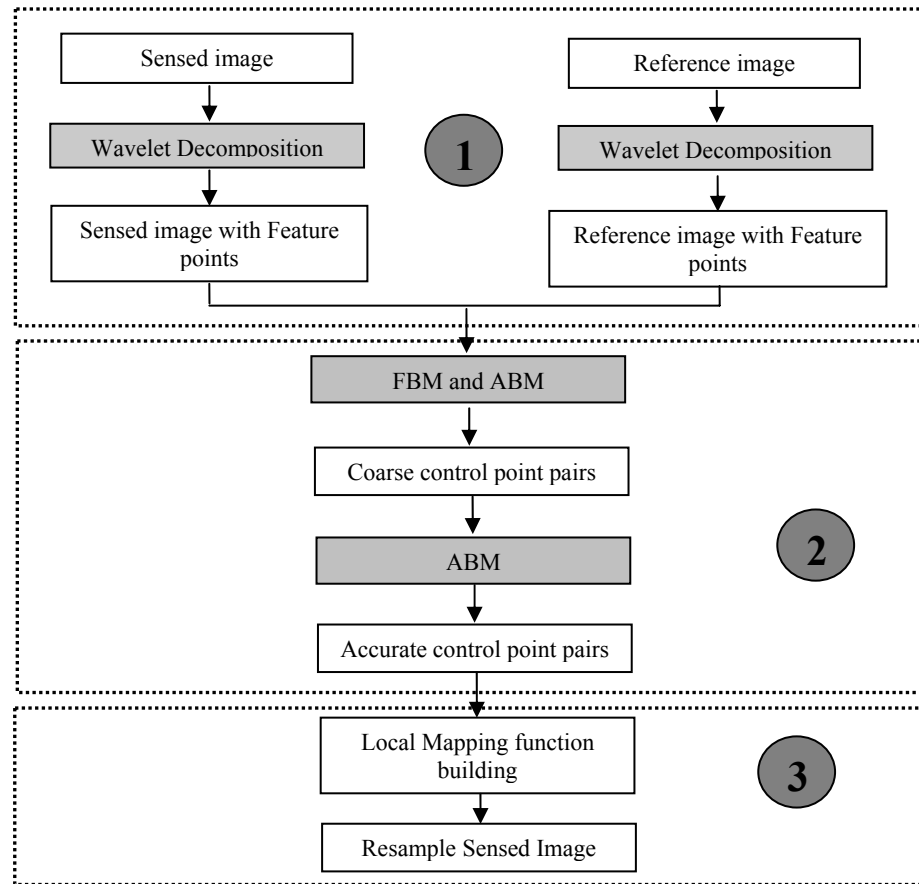 Sensed image
Reference image
Wavelet Decomposition
Wavelet Decomposition
1
Sensed image with Feature
points
Reference image with Feature
points
FBM and ABM
Coarse control point pairs
2
ABM
Accurate control point pairs
Local Mapping function
building
3
Resample Sensed Image